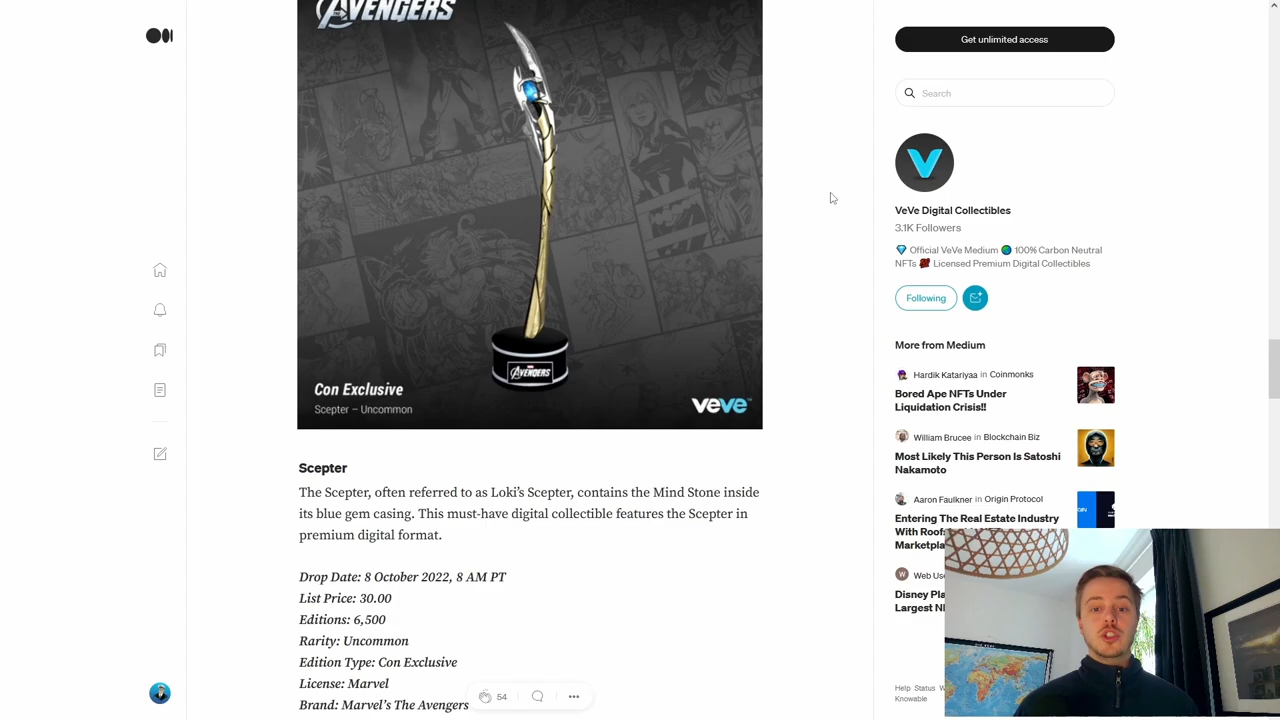 AVENGERS
Con Exclusive
Scepter – Uncommon
AVENGERS
veve
Scepter
The Scepter, often referred to as Loki’s Scepter, contains the Mind Stone inside
its blue gem casing. This must-have digital collectible features the Scepter in
premium digital format.
Drop Date: 8 October 2022, 8 AM PT
List Price: 30.00
Editions: 6,500
Rarity: Uncommon
Edition Type: Con Exclusive
License: Marvel
Brand: Marvel’s The Avengers
54
Get unlimited access
Search
VeVe Digital Collectibles
3.1K Followers
Official VeVe Medium 100% Carbon Neutral
NFTs Licensed Premium Digital Collectibles
Following
More from Medium
Hardik Katariyaa in Coinmonks
Bored Ape NFTs Under
Liquidation Crisis!!
William Brucee in Blockchain Biz
Most Likely This Person Is Satoshi
Nakamoto
Aaron Faulkner in Origin Protocol
Entering The Real Estate Industry
With
Marketpla
W
Web Use
Disney Pla
Largest N
Help Status W
Knowable